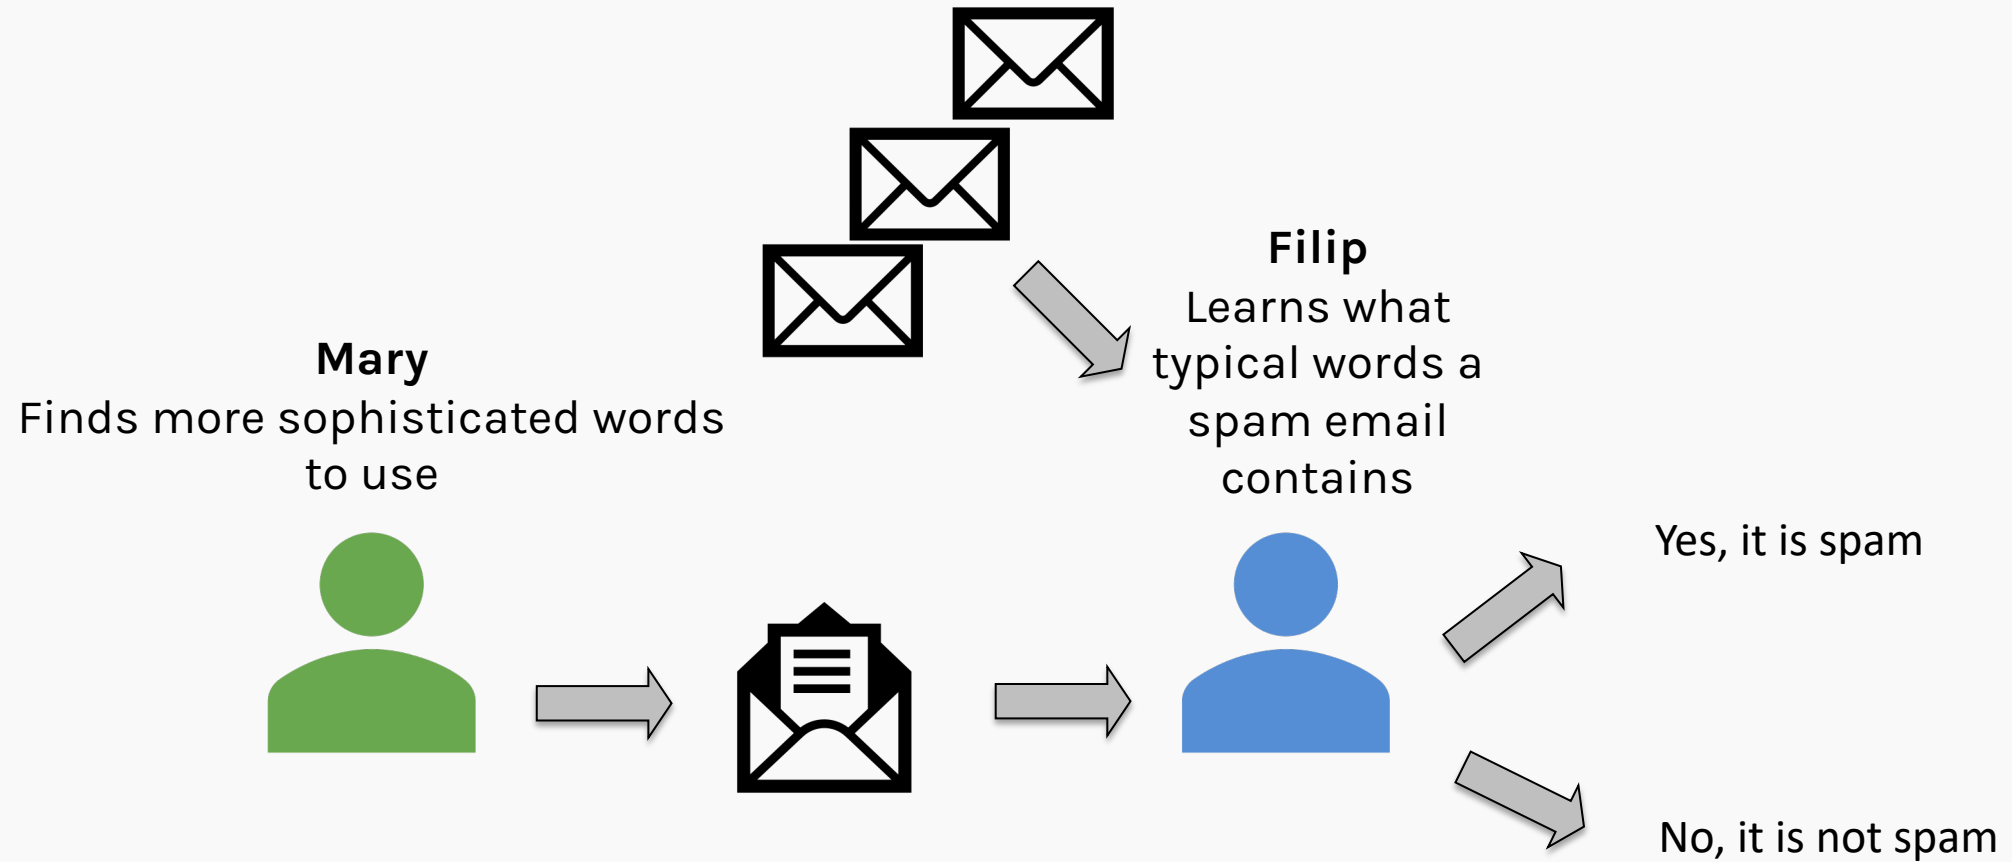 Mary
Finds more sophisticated words
to use
Filip
Learns what
typical words a
spam email
contains
Yes, it is spam
No, it is not spam